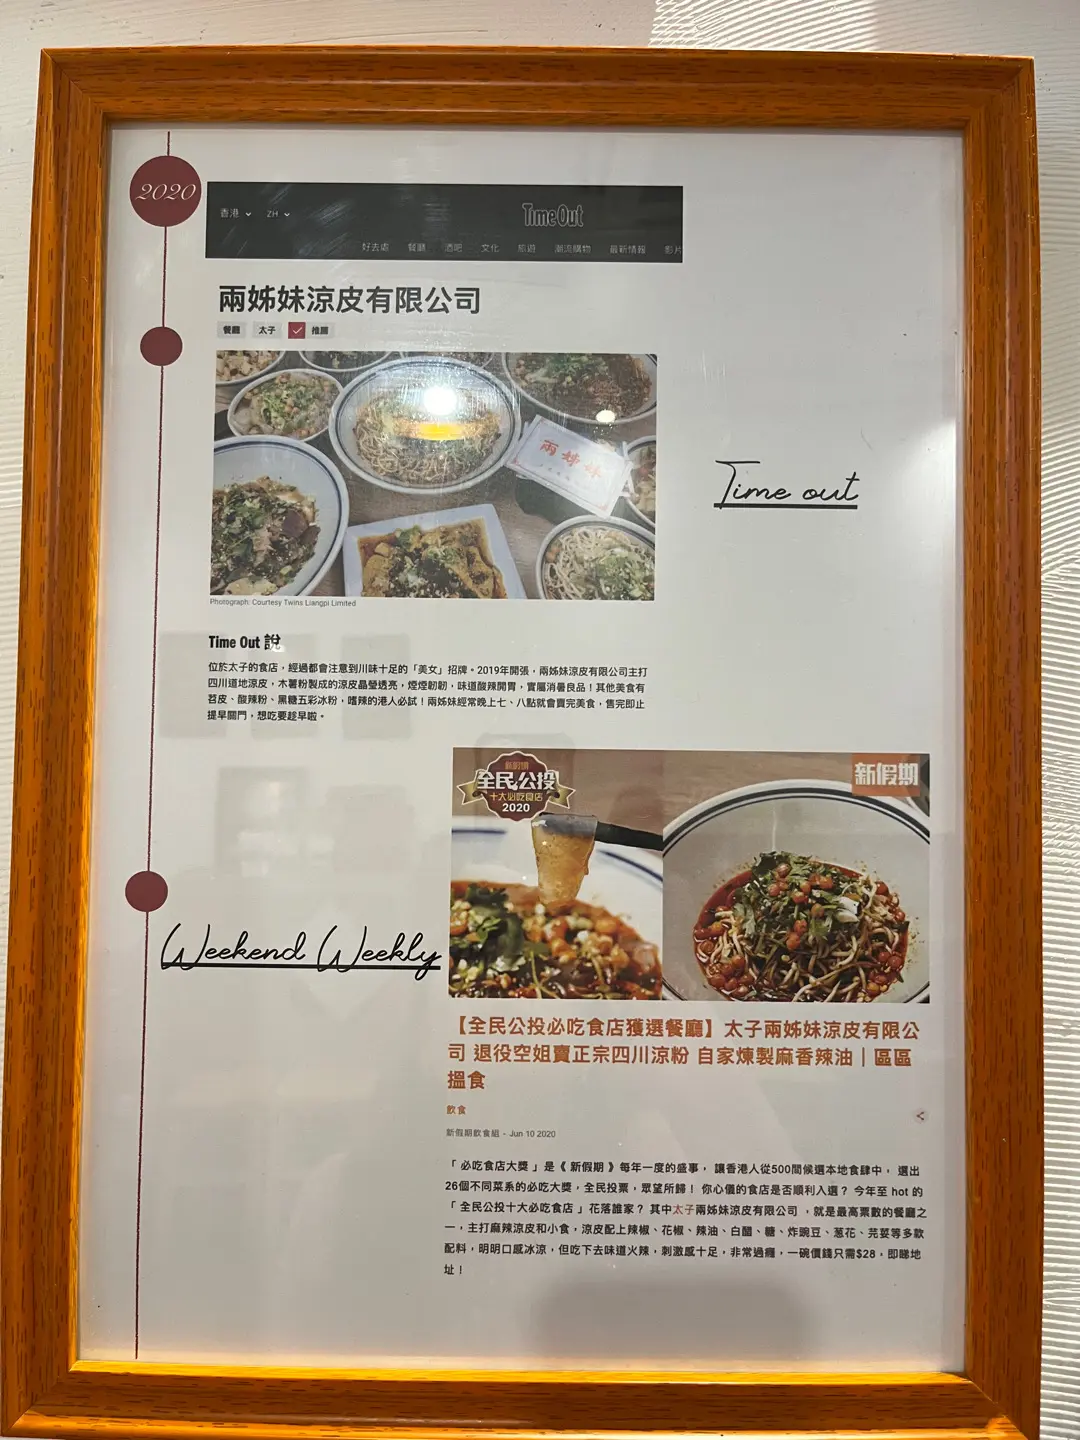 2020
香港 ZH
Time Out
好去處 餐廳 酒吧 文化 旅遊 潮流購物 最新情報 影片
兩姊妹涼皮有限公司
餐廳 太子 推薦
兩姊妹
Photograph: Courtesy Twins Liangpi Limited
Time out
Time Out 說
位於太子的食店，經過都會注意到川味十足的「美女」招牌。2019年開張，兩姊妹涼皮有限公司主打
四川道地涼皮，木薯粉製成的涼皮晶瑩透亮，煙煙韌韌，味道酸辣開胃，實屬消暑良品！其他美食有
苕皮、酸辣粉、黑糖五彩冰粉，嗜辣的港人必試！兩姊妹經常晚上七、八點就會賣完美食，售完即止
提早關門，想吃要趁早啦。
新假期
全民公投
十大必吃食店
2020
新假期
Weekend Weekly
【全民公投必吃食店獲選餐廳】太子兩姊妹涼皮有限公
司 退役空姐賣正宗四川涼粉 自家煉製麻香辣油｜區區
搵食
飲食
新假期飲食組 - Jun 10 2020
「 必吃食店大獎 」是《 新假期 》每年一度的盛事， 讓香港人從500間候選本地食肆中， 選出
26個不同菜系的必吃大獎，全民投票，眾望所歸！ 你心儀的食店是否順利入選？ 今年至 hot 的
「 全民公投十大必吃食店 」花落誰家？ 其中太子兩姊妹涼皮有限公司 ，就是最高票數的餐廳之
一，主打麻辣涼皮和小食，涼皮配上辣椒、花椒、辣油、白醋、糖、炸豌豆、蔥花、芫荽等多款
配料，明明口感冰涼，但吃下去味道火辣，刺激感十足，非常過癮，一碗價錢只需$28，即睇地
址！